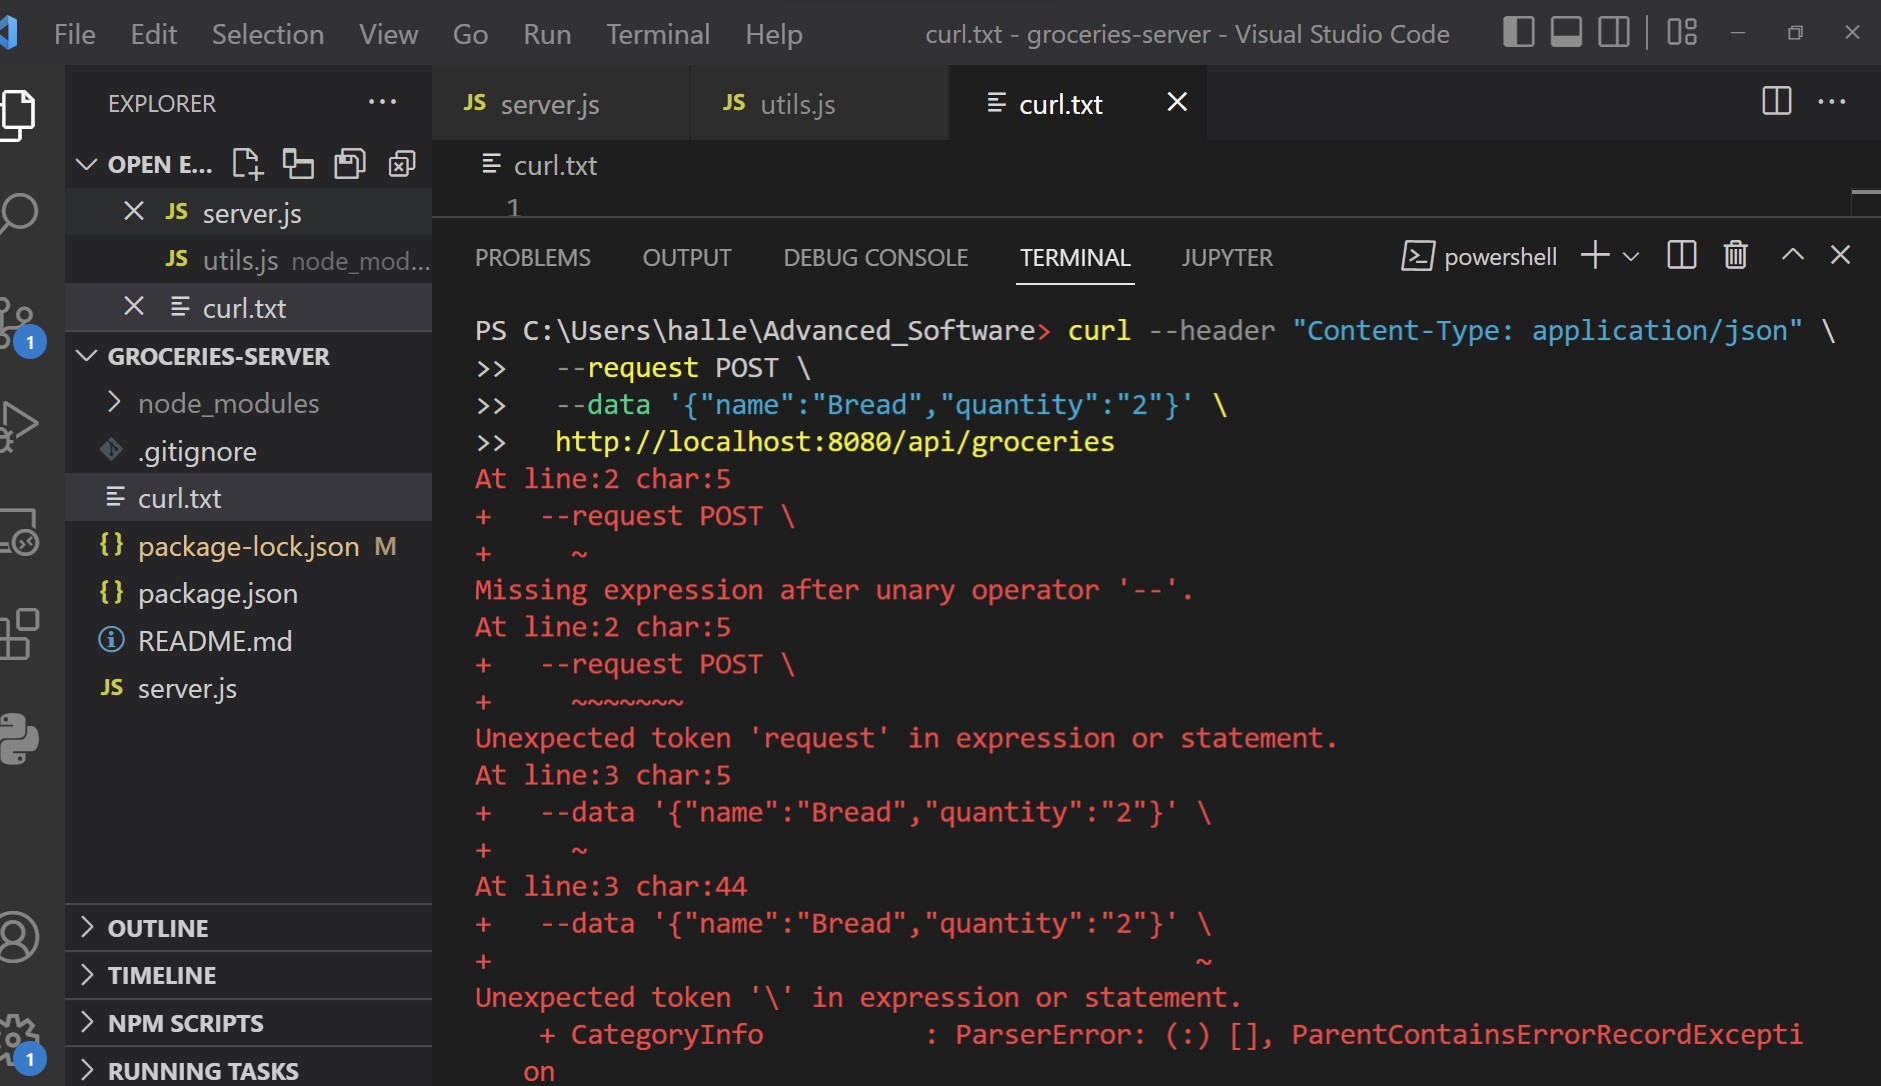 File Edit Selection View Go Run Terminal Help curl.txt - groceries-server - Visual Studio Code
EXPLORER ···
OPEN E...
JS server.js
JS utils.js node_mod...
curl.txt
GROCERIES-SERVER
node_modules
.gitignore
curl.txt
{} package-lock.json M
{} package.json
README.md
JS server.js
OUTLINE
TIMELINE
NPM SCRIPTS
RUNNING TASKS
1
1
JS server.js JS utils.js curl.txt
curl.txt
1
PROBLEMS OUTPUT DEBUG CONSOLE TERMINAL JUPYTER powershell
PS C:\Users\halle\Advanced_Software> curl --header "Content-Type: application/json" \
>>   --request POST \
>>   --data '{"name":"Bread","quantity":"2"}' \
>>   http://localhost:8080/api/groceries
At line:2 char:5
+   --request POST \
+     ~
Missing expression after unary operator '--'.
At line:2 char:5
+   --request POST \
+     ~~~~~~~
Unexpected token 'request' in expression or statement.
At line:3 char:5
+   --data '{"name":"Bread","quantity":"2"}' \
+     ~
At line:3 char:44
+   --data '{"name":"Bread","quantity":"2"}' \
+                                            ~
Unexpected token '\' in expression or statement.
    + CategoryInfo          : ParserError: (:) [], ParentContainsErrorRecordExcepti
   on